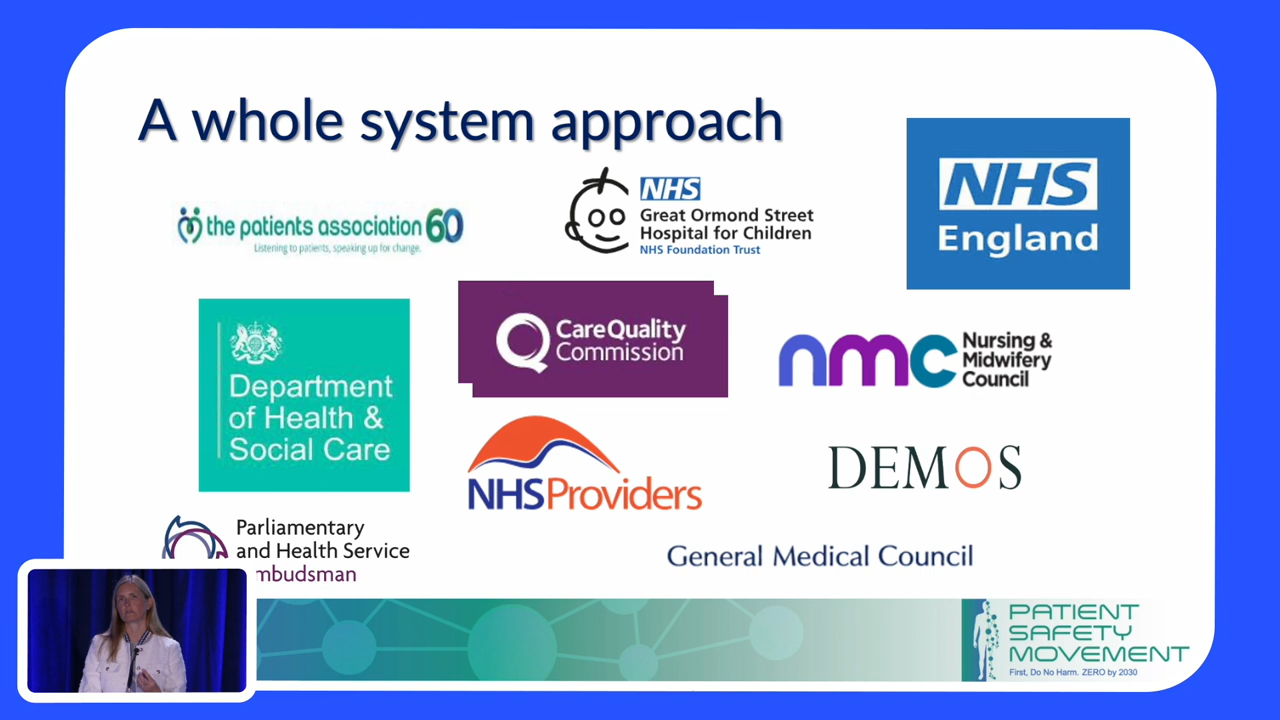 A whole system approach
the patients association 60
Listening to patients, speaking up for change.
NHS
Great Ormond Street
Hospital for Children
NHS Foundation Trust
NHS
England
Department
of Health &
Social Care
CareQuality
Commission
nmc
Nursing &
Midwifery
Council
NHSProviders
DEMOS
Parliamentary
and Health Service
mbudsman
General Medical Council
PATIENT
SAFETY
MOVEMENT
First, Do No Harm. ZERO by 2030